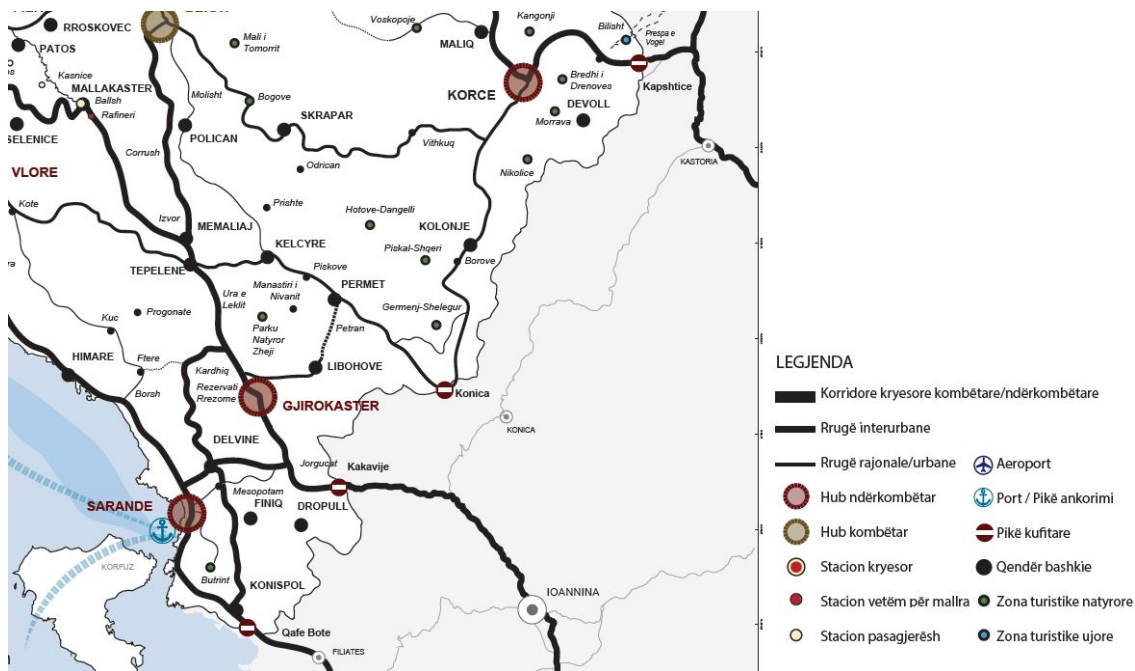 RROSKOVEC
PATOS
Kasnice
MALLAKASTER
Ballsh
Rafineri
SELENICE
VLORE
Kote
Corrush
Izvor
Mali i
Tomorrit
Molisht
Bogove
POLICAN
SKRAPAR
Odrican
Prishte
Vithkuq
Voskopoje
MALIQ
Kangonji
Bilisht
Prespa e
Vogel
KORCE
Bredhi i
Drenoves
Kapshtice
DEVOLL
Morrava
Nikolice
KASTORIA
MEMALIAJ
KELCYRE
Hotove-Dangelli
KOLONJE
Piskal-Shqeri
Borove
TEPELENE
Piskove
Ura e
Leklit
Manastiri i
Nivanit
PERMET
Germenj-Shelegur
Kuc
Progonate
Parku
Natyror
Zheji
Petran
HIMARE
Ftere
Borsh
Kardhiq
LIBOHOVE
Rezervati
Rrezome
GJIROKASTER
Konica
KONICA
DELVINE
Jorgucat
Kakavije
SARANDE
Mesopotam
FINIQ
DROPULL
KORFUZ
Butrint
KONISPOL
Qafe Bote
FILIATES
IOANNINA
LEGJENDA
Korridore kryesore kombëtare/ndërkombëtare
Rrugë interurbane
Rrugë rajonale/urbane
Aeroport
Hub ndërkombëtar
Port / Pikë ankorimi
Hub kombëtar
Pikë kufitare
Stacion kryesor
Qendër bashkie
Stacion vetëm për mallra
Zona turistike natyrore
Stacion pasagjerësh
Zona turistike ujore